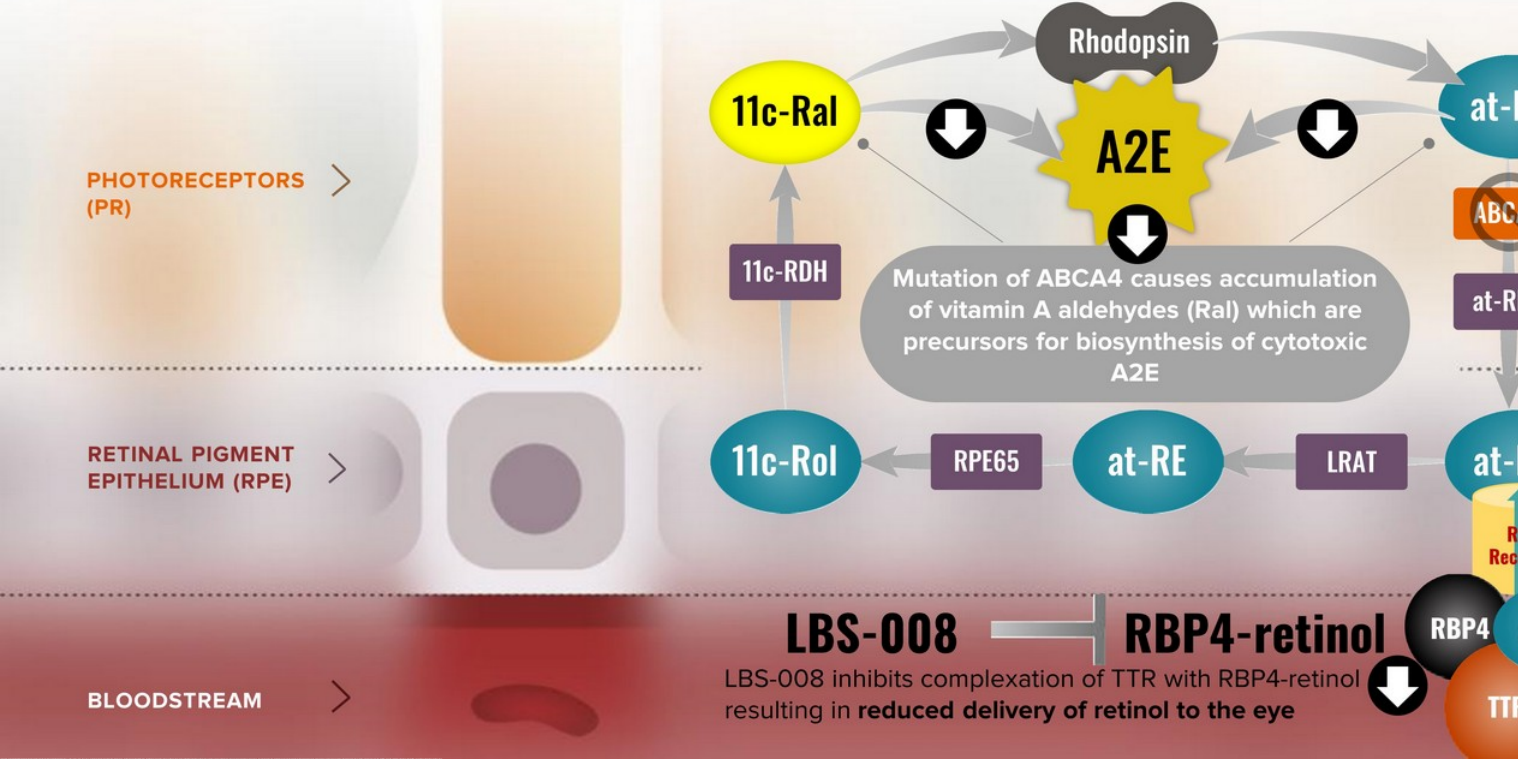 Rhodopsin
11c-Ral
A2E
PHOTORECEPTORS
(PR)
11c-RDH
Mutation of ABCA4 causes accumulation
of vitamin A aldehydes (Ral) which are
precursors for biosynthesis of cytotoxic
A2E
RETINAL PIGMENT
EPITHELIUM (RPE)
11c-Rol
RPE65
at-RE
LRAT
LBS-008
RBP4-retinol
RBP4
LBS-008 inhibits complexation of TTR with RBP4-retinol
resulting in reduced delivery of retinol to the eye
BLOODSTREAM